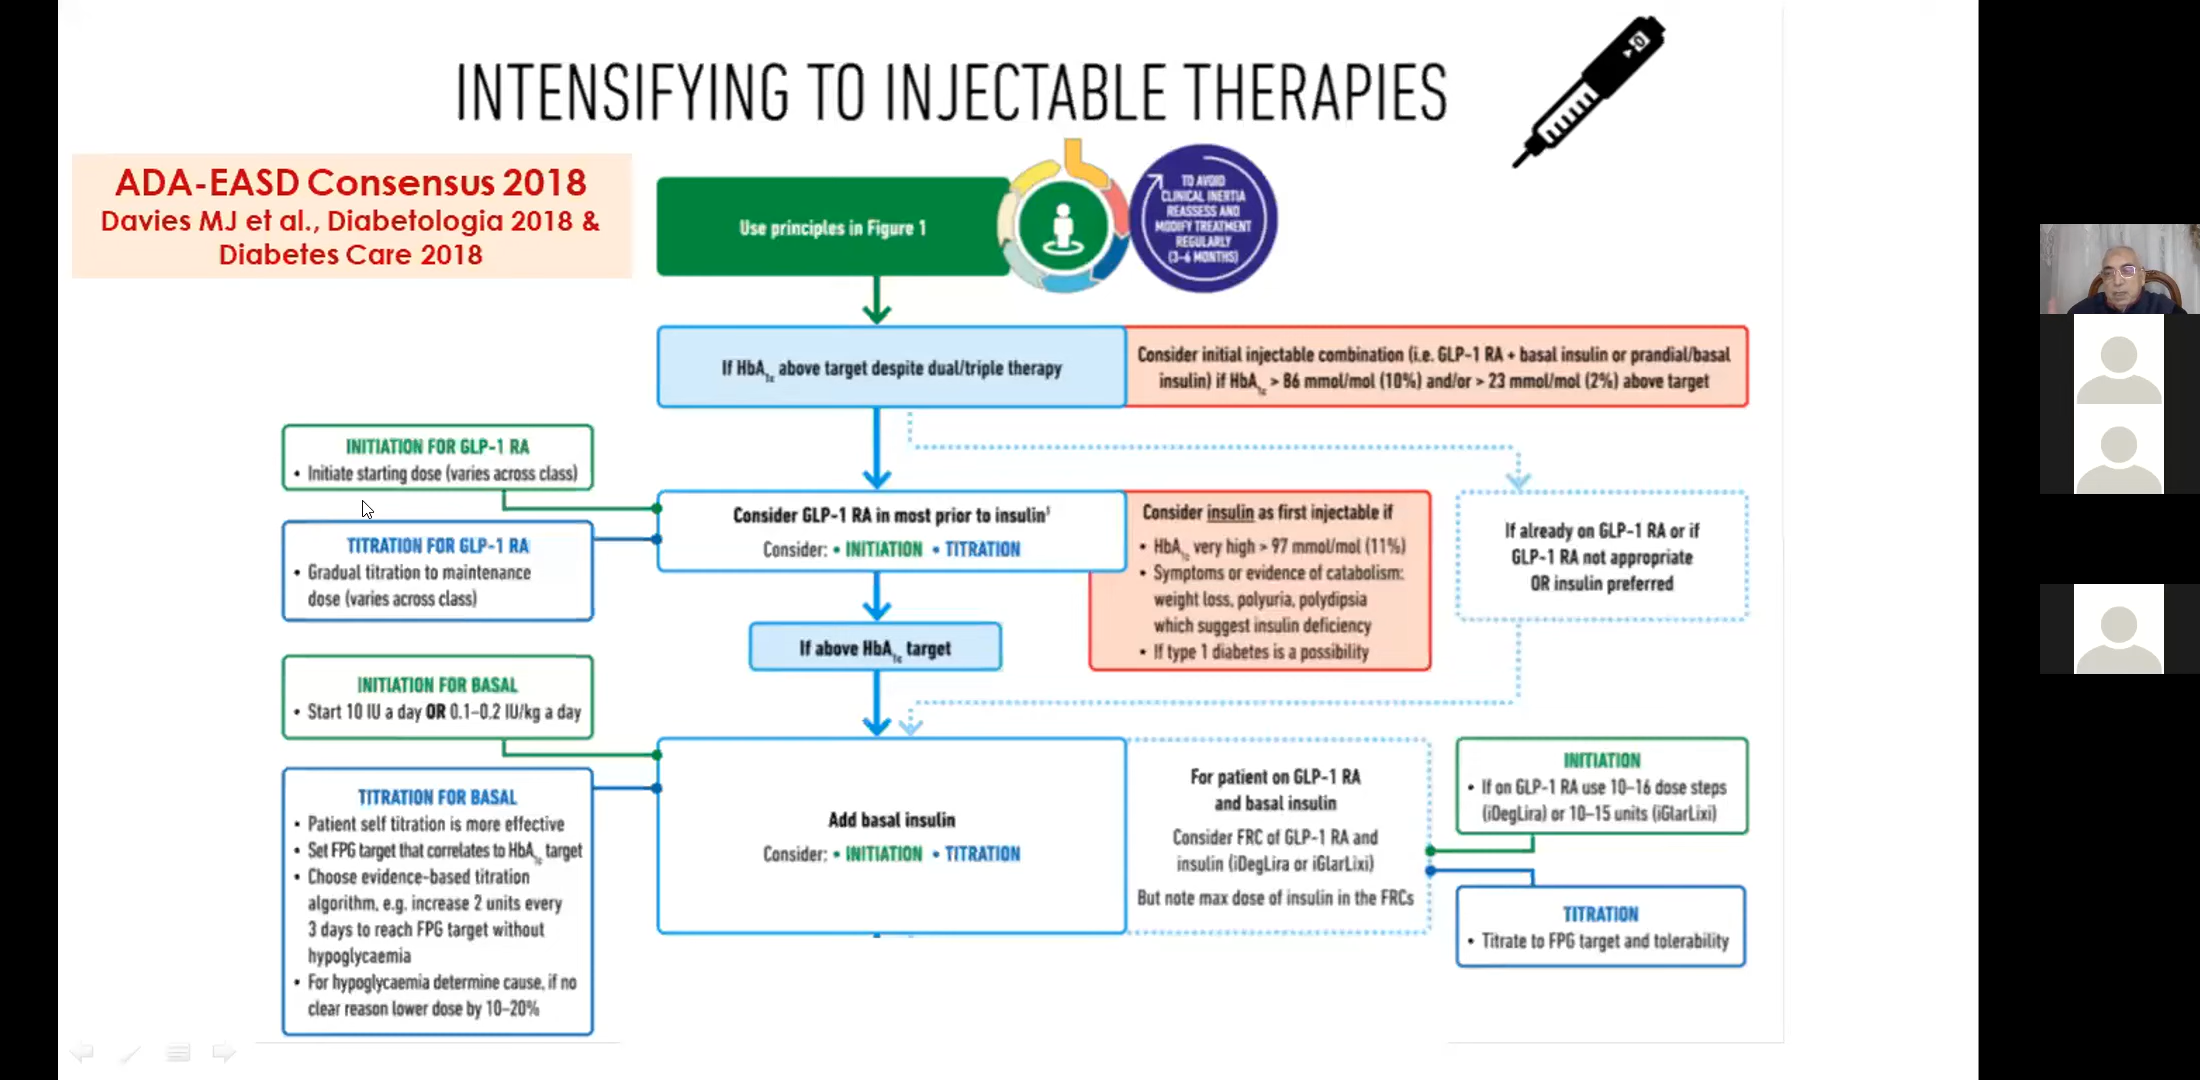 INTENSIFYING TO INJECTABLE THERAPIES
ADA-EASD Consensus 2018
Davies MJ et al., Diabetologia 2018 &
Diabetes Care 2018
Use principles in Figure 1
TO AVOID
CLINICAL INERTIA
REASSESS AND
MODIFY TREATMENT
REGULARLY
(3–6 MONTHS)
0
If HbA1c above target despite dual/triple therapy
Consider initial injectable combination (i.e. GLP-1 RA + basal insulin or prandial/basal
insulin) if HbA1c > 86 mmol/mol (10%) and/or > 23 mmol/mol (2%) above target
INITIATION FOR GLP-1 RA
• Initiate starting dose (varies across class)
TITRATION FOR GLP-1 RA
• Gradual titration to maintenance
dose (varies across class)
Consider GLP-1 RA in most prior to insulin1
Consider: • INITIATION • TITRATION
Consider insulin as first injectable if
• HbA1c very high > 97 mmol/mol (11%)
• Symptoms or evidence of catabolism:
weight loss, polyuria, polydipsia
which suggest insulin deficiency
• If type 1 diabetes is a possibility
If already on GLP-1 RA or if
GLP-1 RA not appropriate
OR insulin preferred
If above HbA1c target
INITIATION FOR BASAL
• Start 10 IU a day OR 0.1–0.2 IU/kg a day
TITRATION FOR BASAL
• Patient self titration is more effective
• Set FPG target that correlates to HbA1c target
• Choose evidence-based titration
algorithm, e.g. increase 2 units every
3 days to reach FPG target without
hypoglycaemia
• For hypoglycaemia determine cause, if no
clear reason lower dose by 10–20%
Add basal insulin
Consider: • INITIATION • TITRATION
For patient on GLP-1 RA
and basal insulin
Consider FRC of GLP-1 RA and
insulin (iDegLira or iGlarLixi)
But note max dose of insulin in the FRCs
INITIATION
• If on GLP-1 RA use 10–16 dose steps
(iDegLira) or 10–15 units (iGlarLixi)
TITRATION
• Titrate to FPG target and tolerability